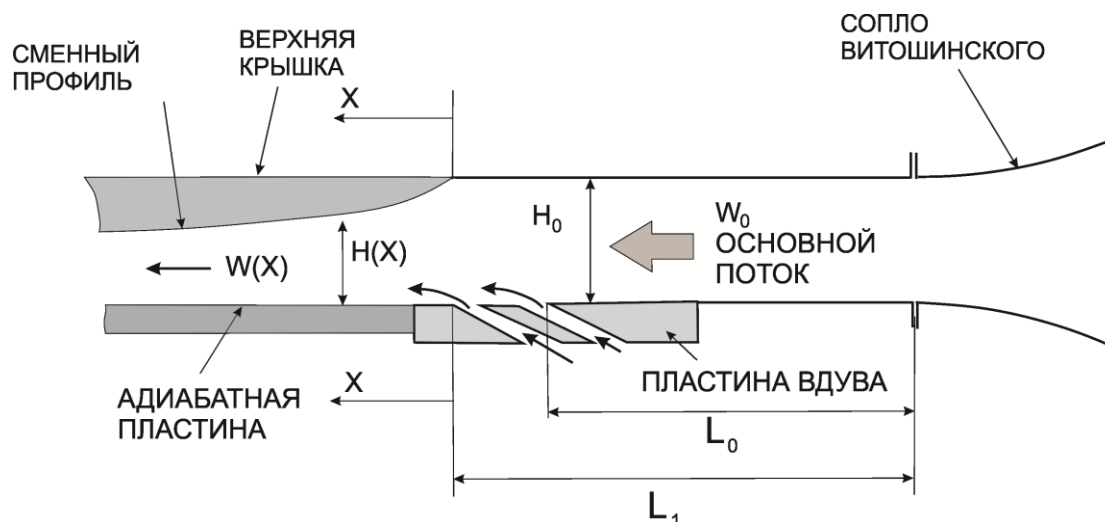 СМЕННЫЙ
ПРОФИЛЬ
ВЕРХНЯЯ
КРЫШКА
СОПЛО
ВИТОШИНСКОГО
X
H₀
W₀
ОСНОВНОЙ
ПОТОК
W(X)
H(X)
X
АДИАБАТНАЯ
ПЛАСТИНА
ПЛАСТИНА ВДУВА
L₀
L₁